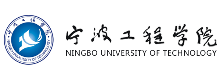 宁波工程学院
NINGBO UNIVERSITY OF TECHNOLOGY